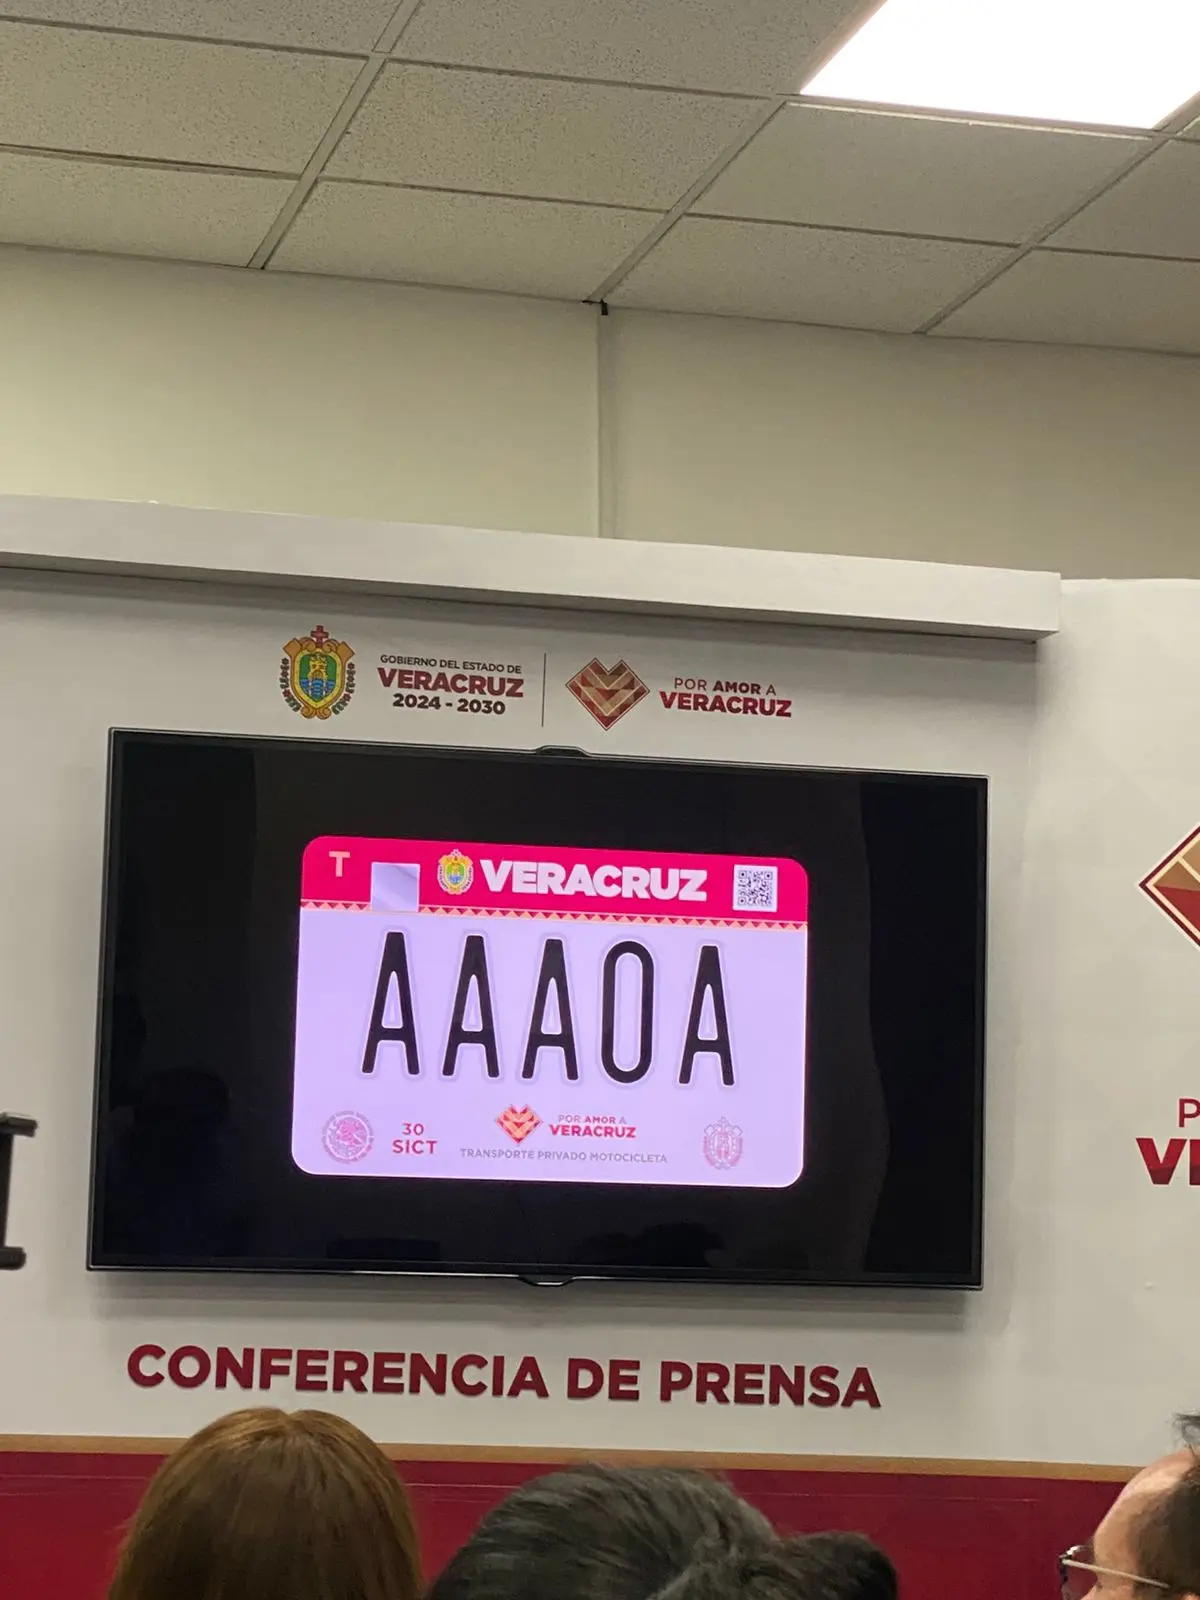 GOBIERNO DEL ESTADO DE
VERACRUZ
2024 - 2030
POR AMOR A
VERACRUZ
T
VERACRUZ
AAA0A
30
SICT
POR AMOR A
VERACRUZ
TRANSPORTE PRIVADO MOTOCICLETA
CONFERENCIA DE PRENSA